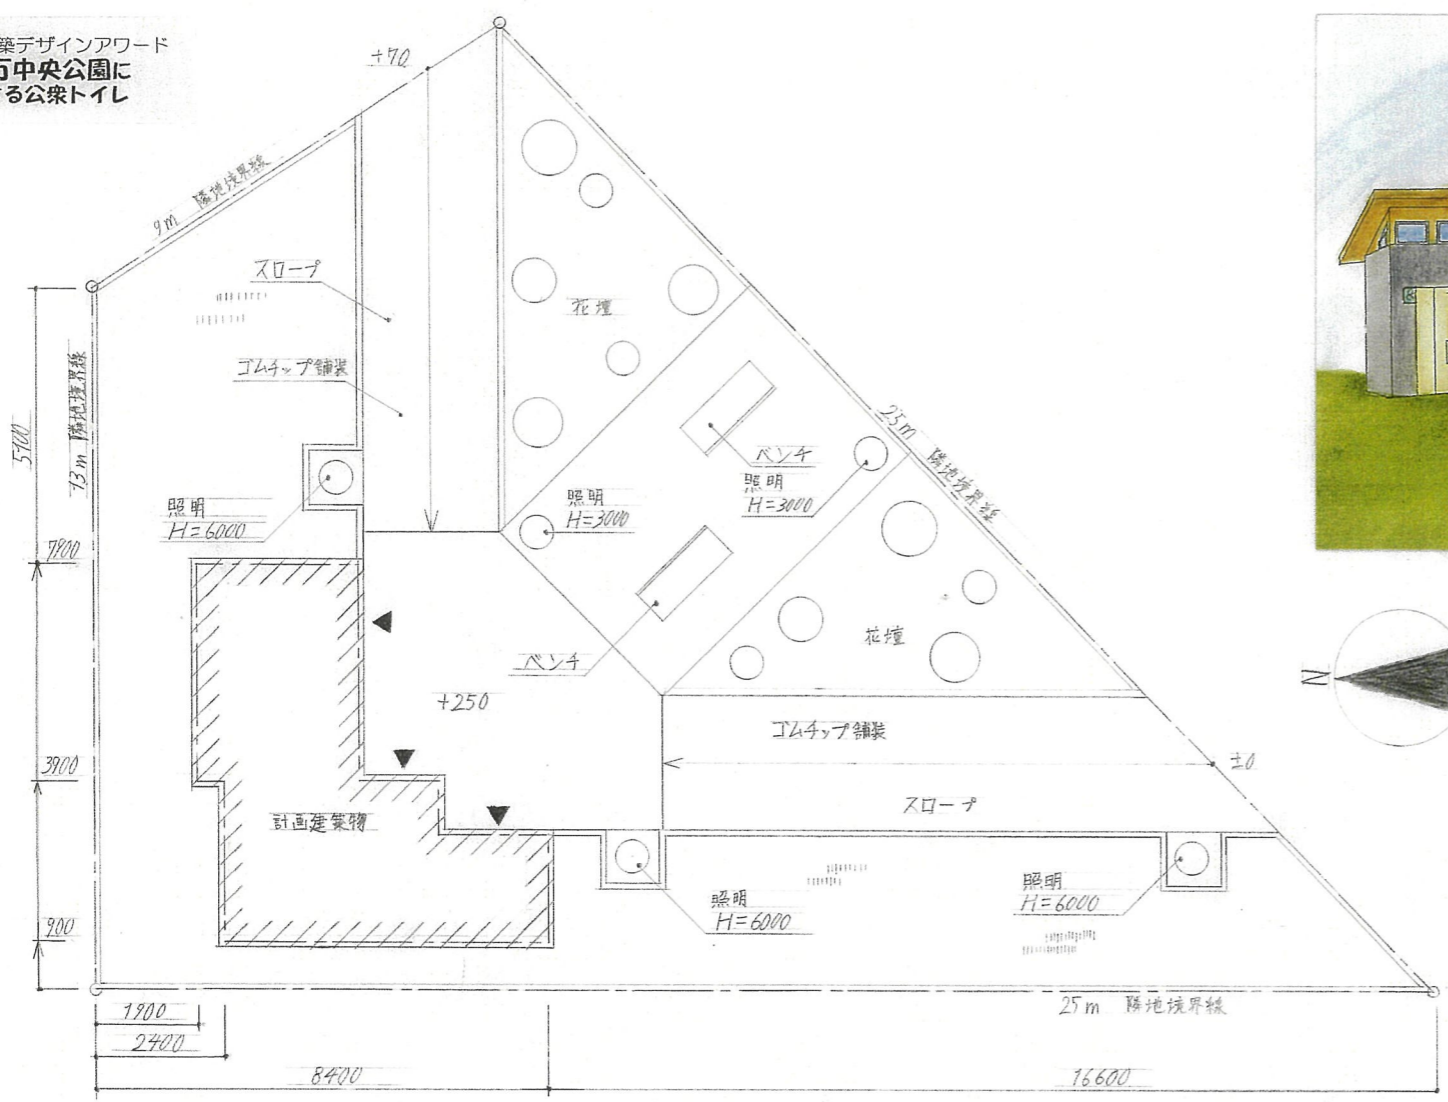 築デザインアワード
市中央公園に
する公衆トイレ
+70
9m 隣地境界線
スロープ
花壇
ゴムチップ舗装
13m 隣地境界線
25m 隣地境界線
ベンチ
照明
H=3000
照明
H=3000
照明
H=6000
5100
7900
3900
900
花壇
ベンチ
+250
ゴムチップ舗装
±0
スロープ
計画建築物
照明
H=6000
照明
H=6000
N
25m 隣地境界線
1900
2400
8400
16600